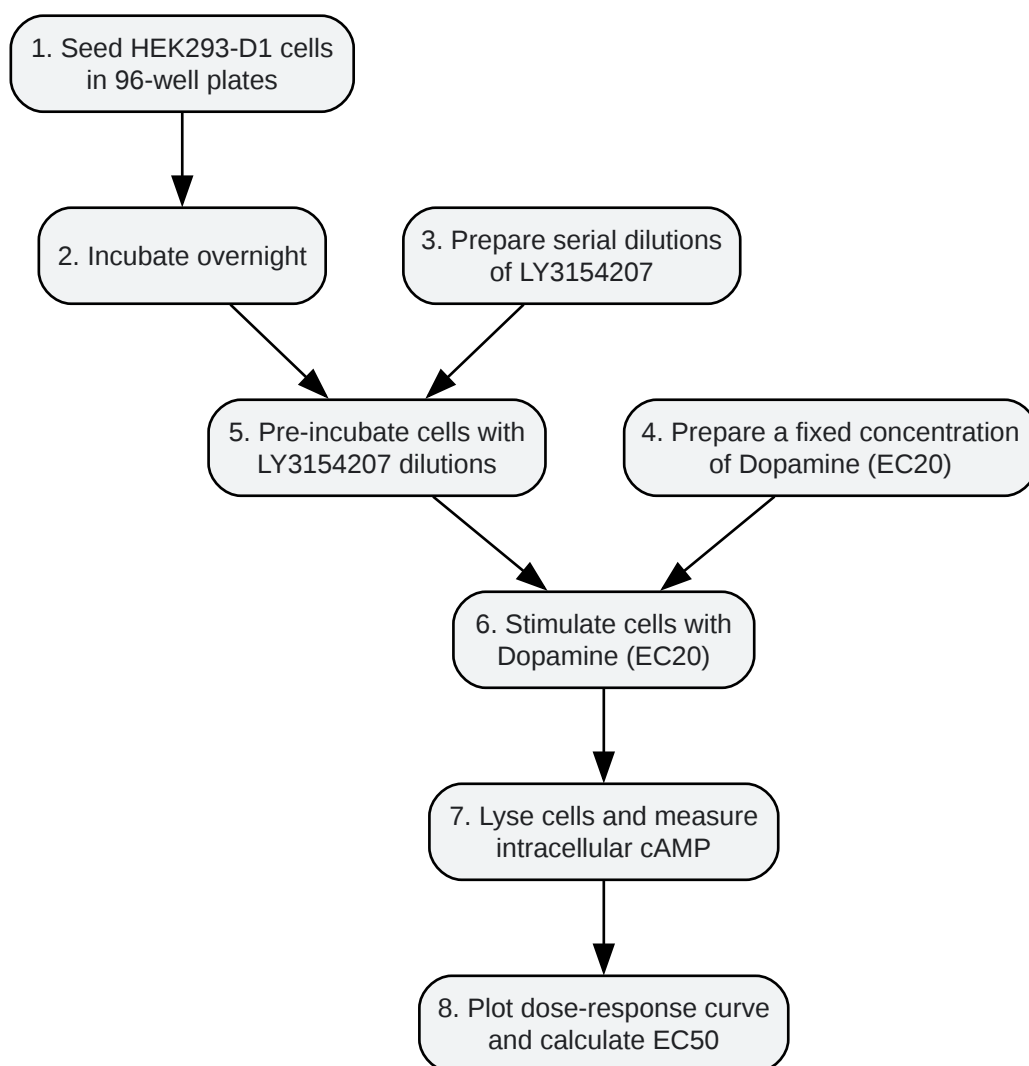 1. Seed HEK293-D1 cells
in 96-well plates
2. Incubate overnight
3. Prepare serial dilutions
of LY3154207
5. Pre-incubate cells with
LY3154207 dilutions
4. Prepare a fixed concentration
of Dopamine (EC20)
6. Stimulate cells with
Dopamine (EC20)
7. Lyse cells and measure
intracellular cAMP
8. Plot dose-response curve
and calculate EC50